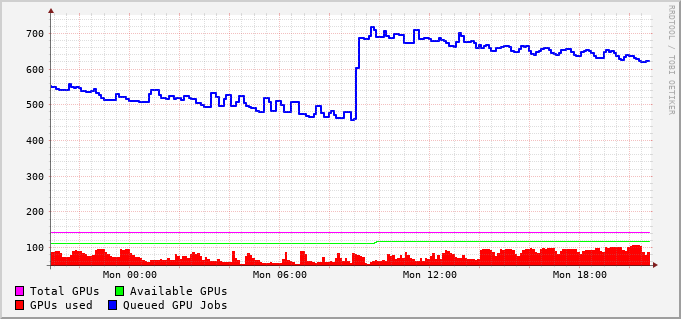 700
600
500
400
300
200
100
Mon 00:00 Mon 06:00 Mon 12:00 Mon 18:00
Total GPUs Available GPUs
GPUs used Queued GPU Jobs
RRDTOOL / TOBI OETIKER